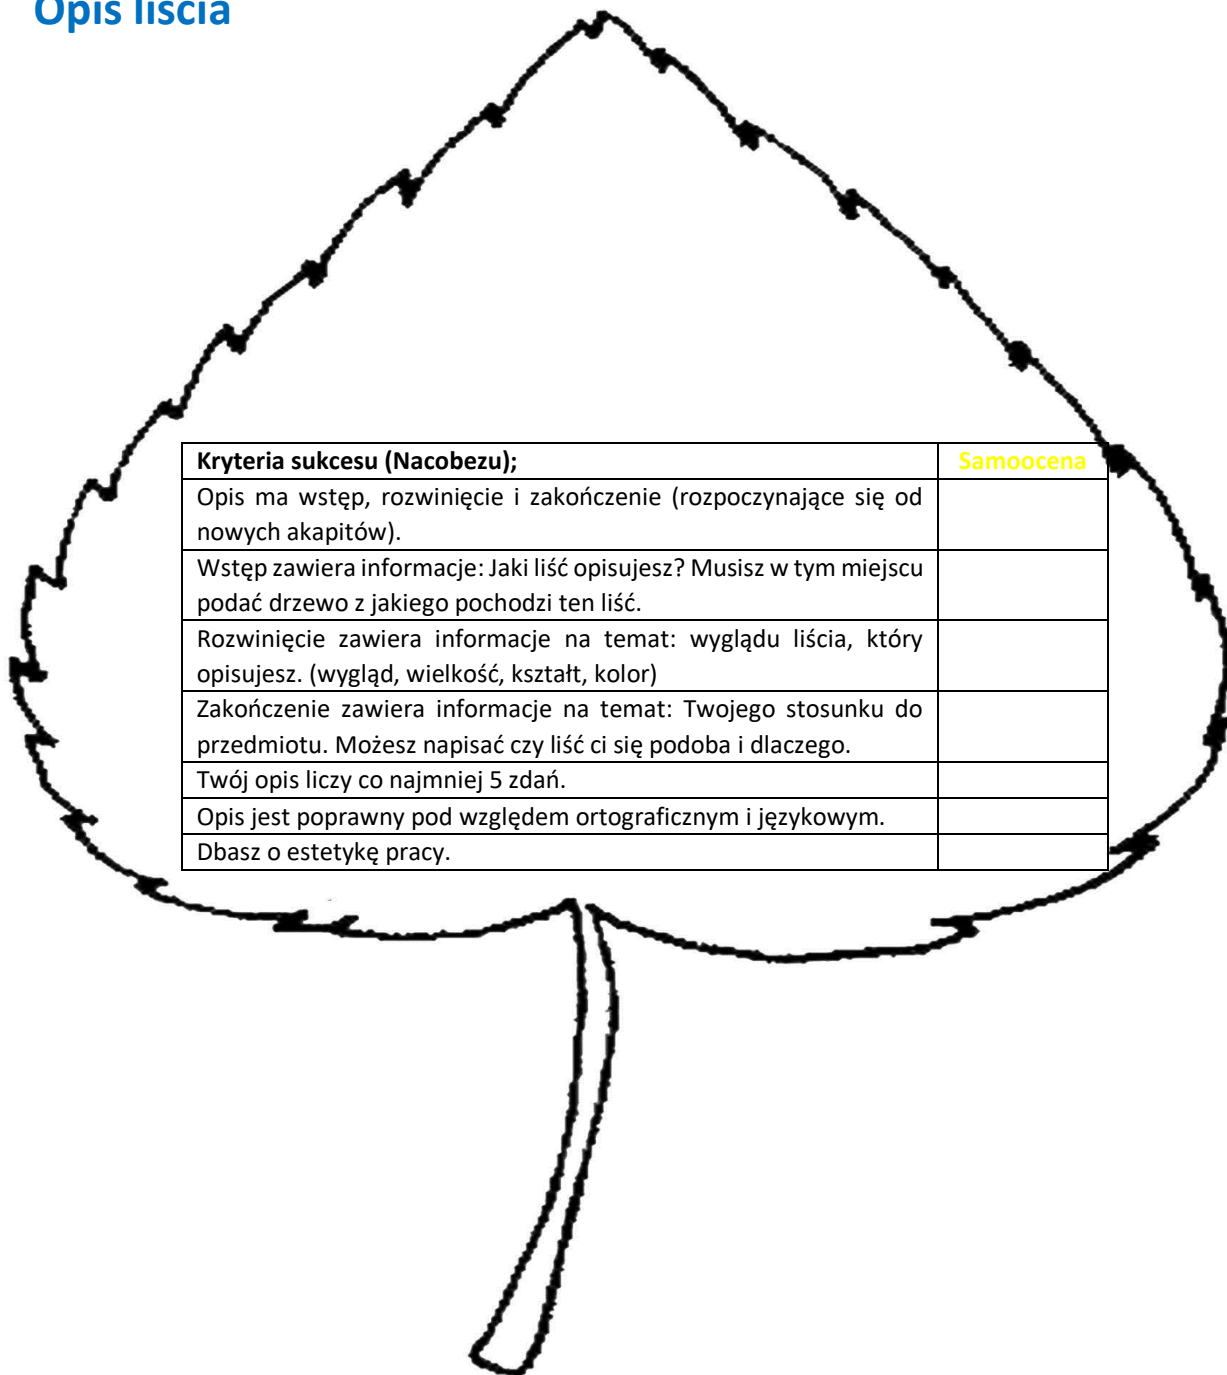 Opis liścia
Kryteria sukcesu (Nacobezu); Samoocena
Opis ma wstęp, rozwinięcie i zakończenie (rozpoczynające się od
nowych akapitów).
Wstęp zawiera informacje: Jaki liść opisujesz? Musisz w tym miejscu
podać drzewo z jakiego pochodzi ten liść.
Rozwinięcie zawiera informacje na temat: wyglądu liścia, który
opisujesz. (wygląd, wielkość, kształt, kolor)
Zakończenie zawiera informacje na temat: Twojego stosunku do
przedmiotu. Możesz napisać czy liść ci się podoba i dlaczego.
Twój opis liczy co najmniej 5 zdań.
Opis jest poprawny pod względem ortograficznym i językowym.
Dbasz o estetykę pracy.